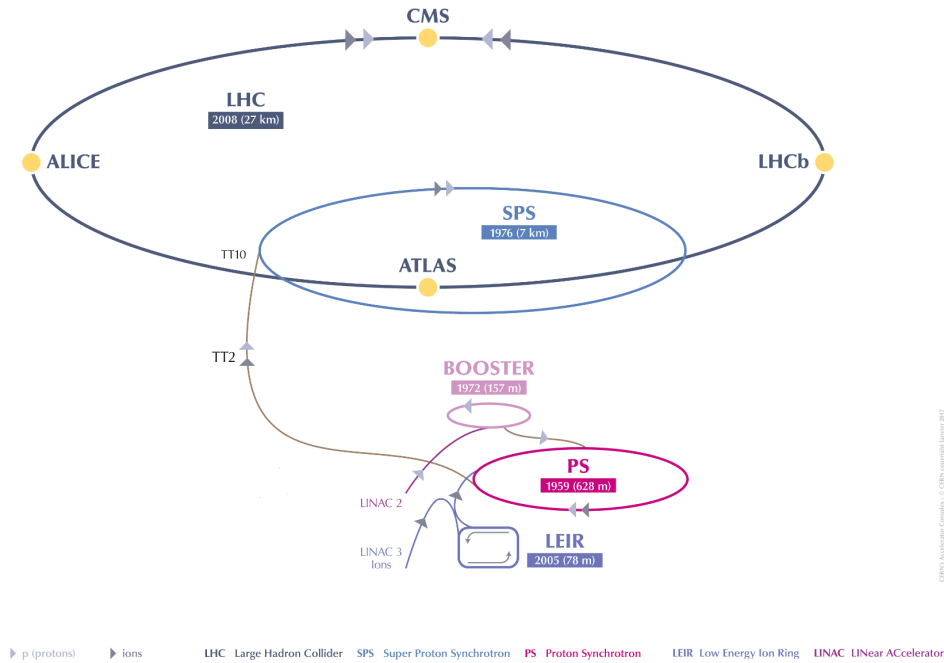 CMS
LHC
2008 (27 km)
ALICE
LHCb
SPS
1976 (7 km)
TT10
ATLAS
TT2
BOOSTER
1972 (157 m)
PS
1959 (628 m)
LINAC 2
LEIR
2005 (78 m)
LINAC 3
Ions
p (protons) ions LHC Large Hadron Collider SPS Super Proton Synchrotron PS Proton Synchrotron LEIR Low Energy Ion Ring LINAC LINear ACcelerator